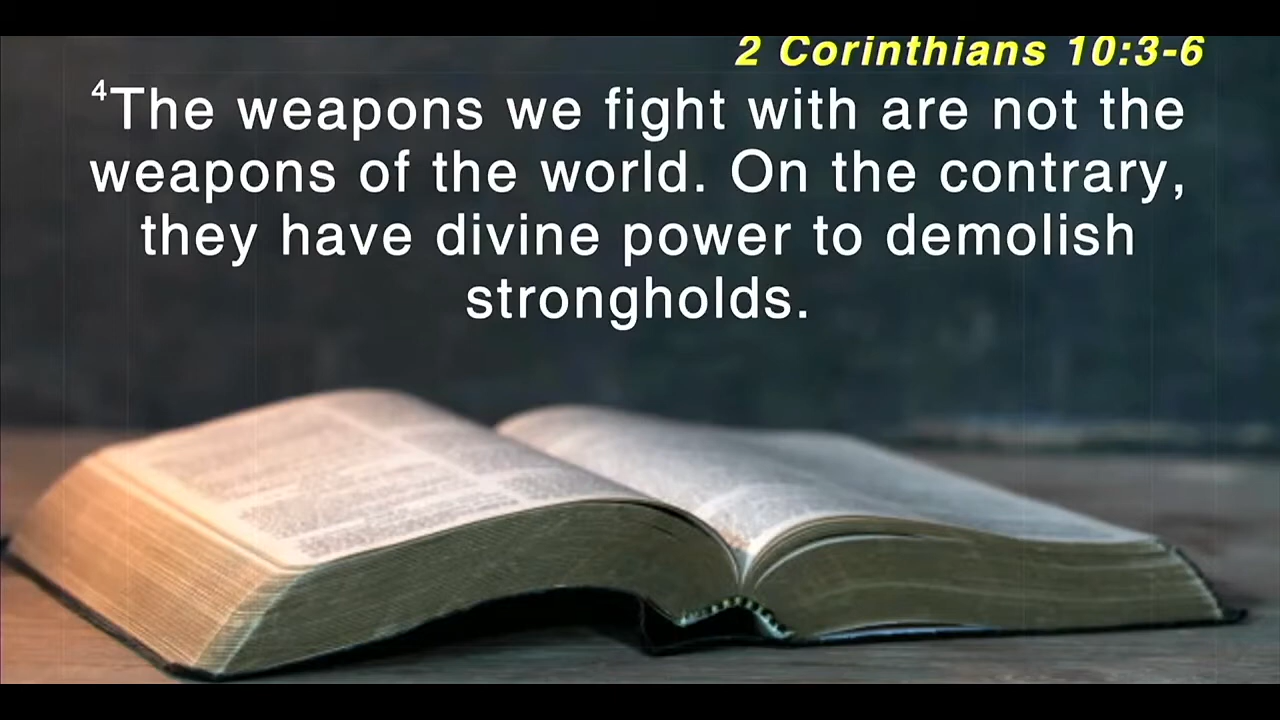 2 Corinthians 10:3-6
⁴The weapons we fight with are not the
weapons of the world. On the contrary,
they have divine power to demolish
strongholds.